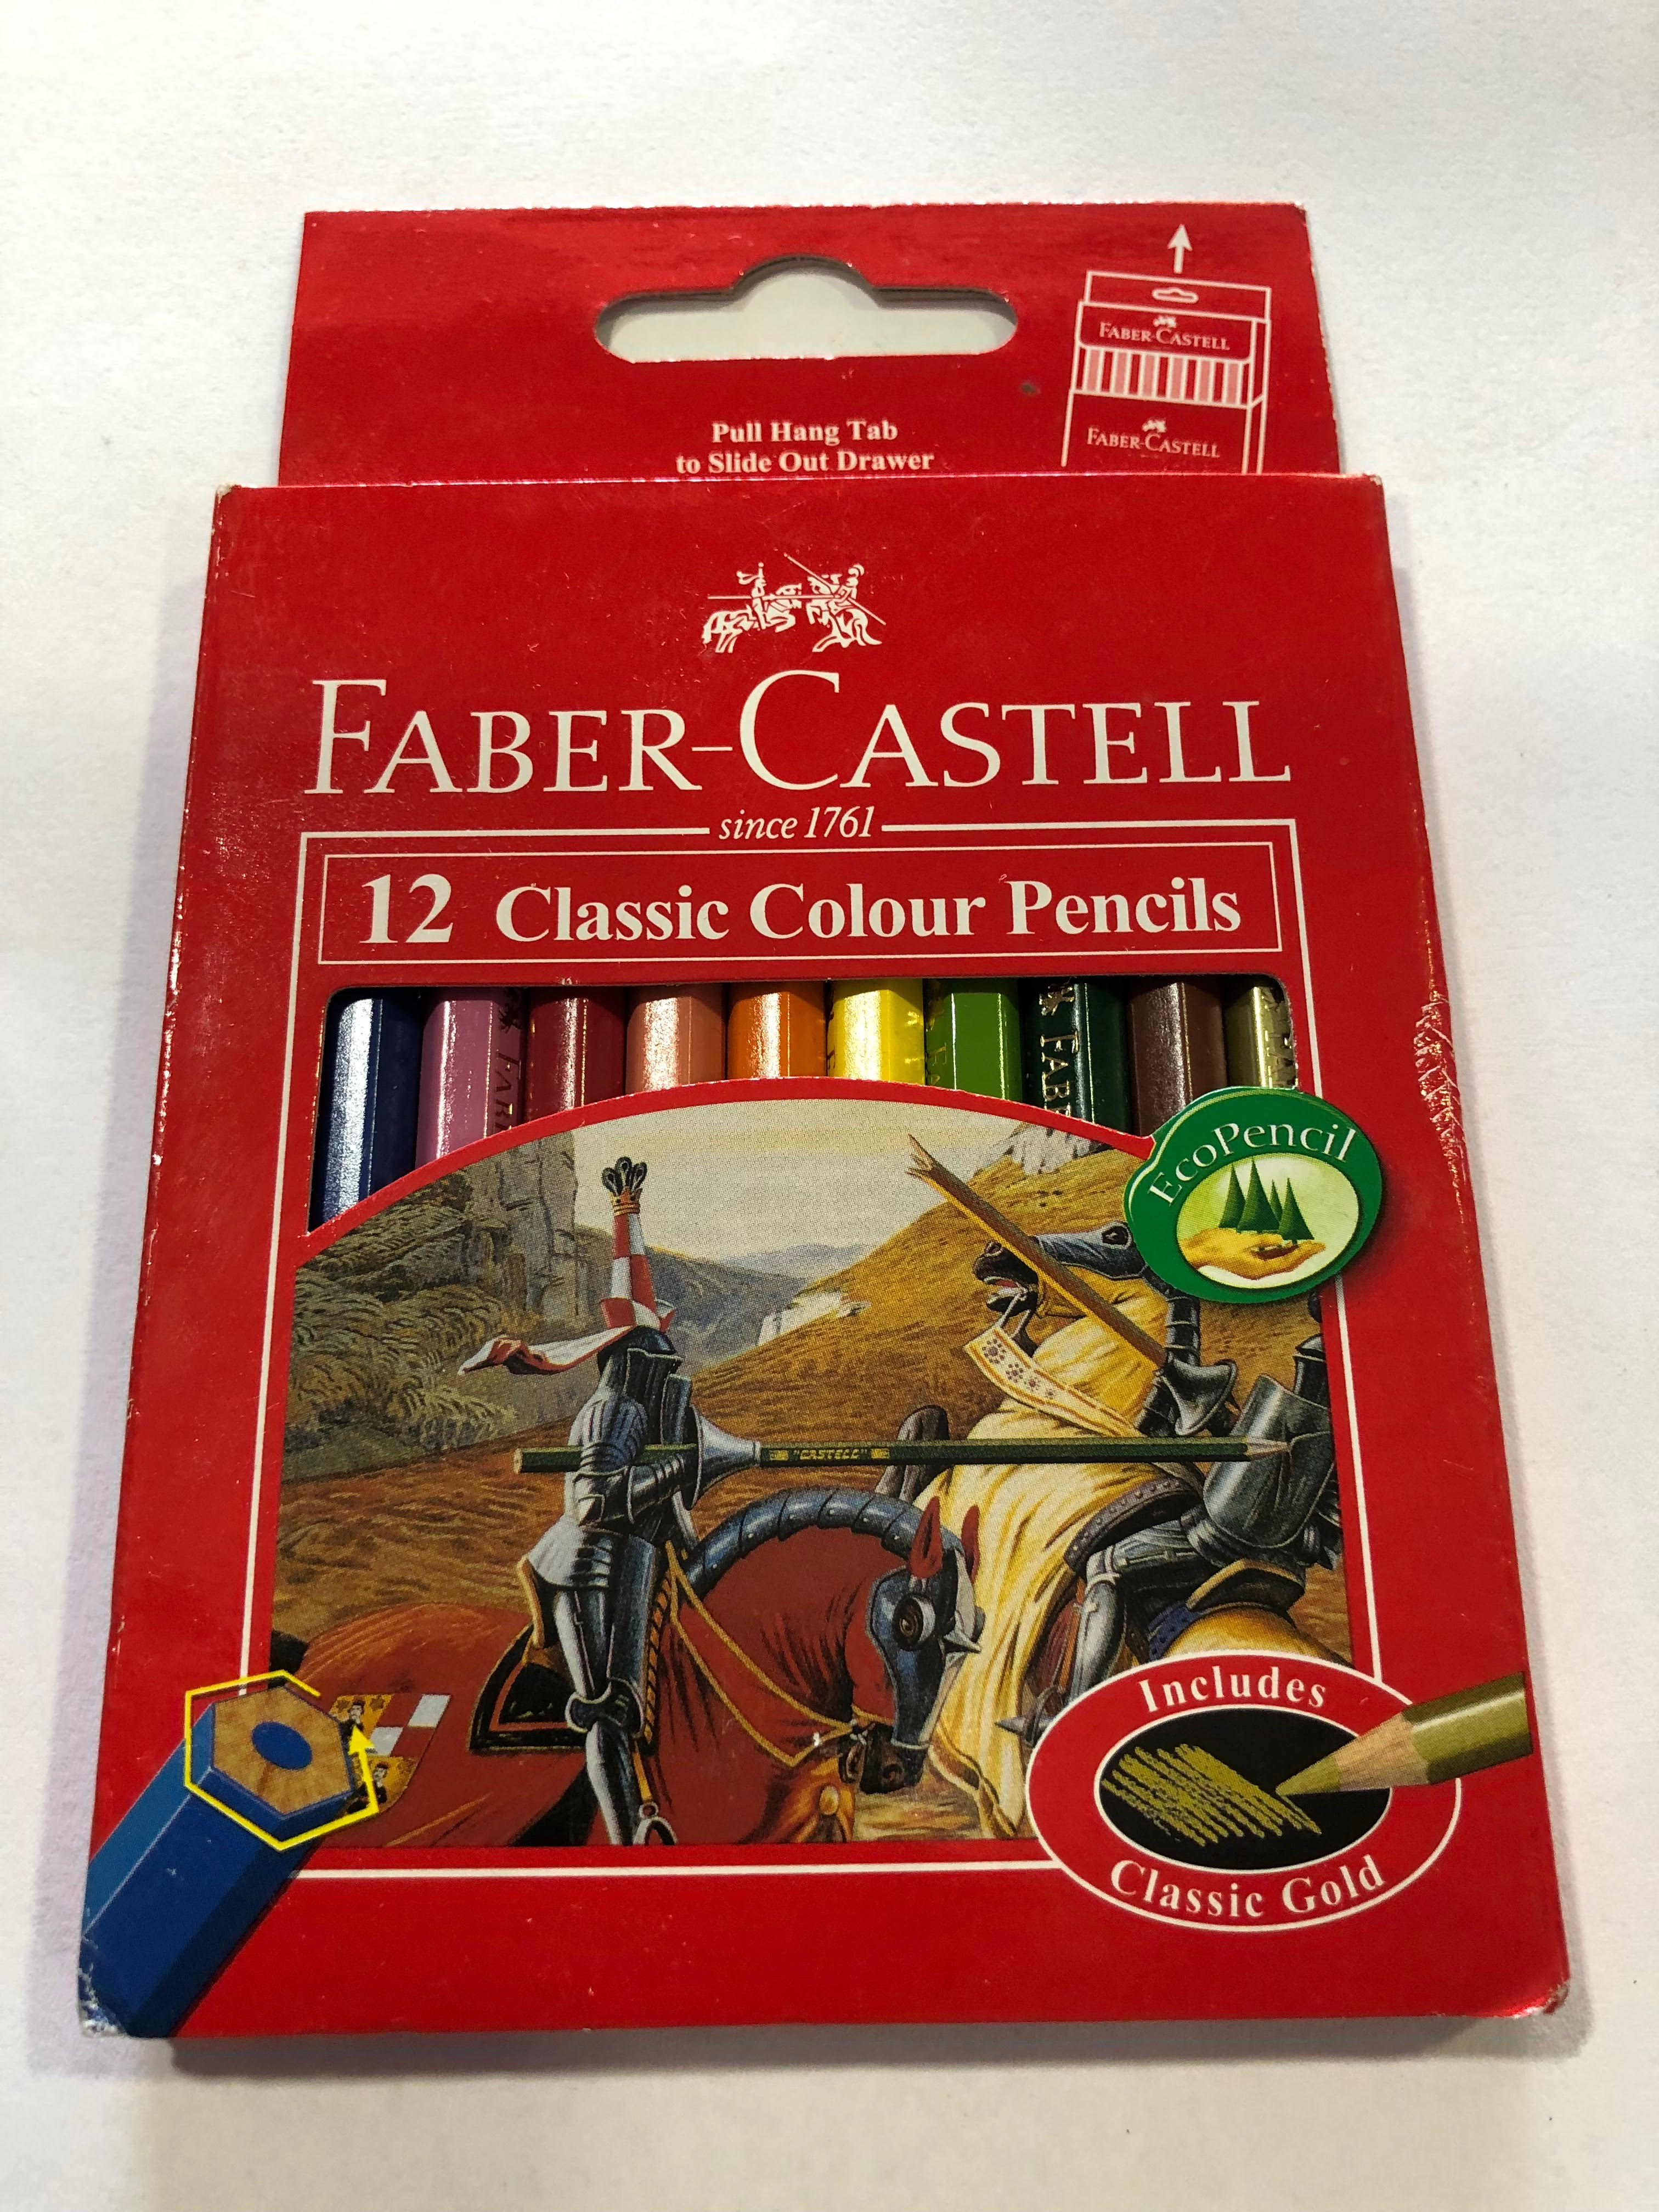 FABER-CASTELL
FABER-CASTELL
Pull Hang Tab
to Slide Out Drawer
FABER-CASTELL
since 1761
12 Classic Colour Pencils
FABE
EcoPencil
"CASTELL"
Includes
Classic Gold